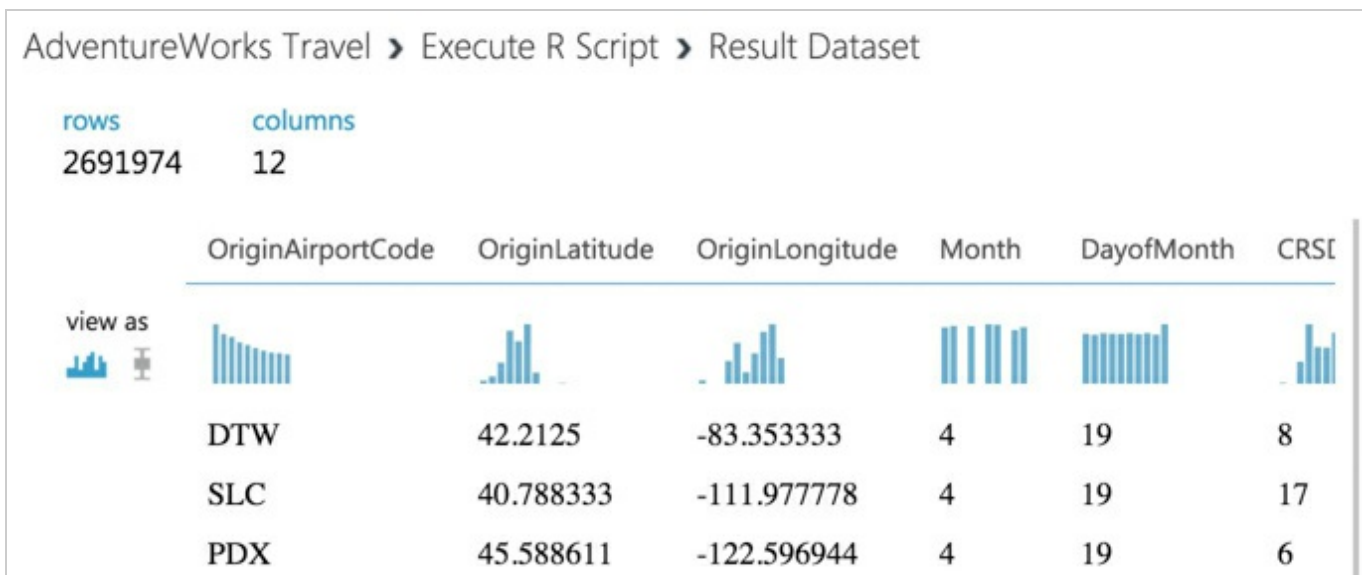 AdventureWorks Travel › Execute R Script › Result Dataset
rows columns
2691974 12
OriginAirportCode OriginLatitude OriginLongitude Month DayofMonth
view as
DTW 42.2125 -83.353333 4 19 8
SLC 40.788333 -111.977778 4 19 17
PDX 45.588611 -122.596944 4 19 6